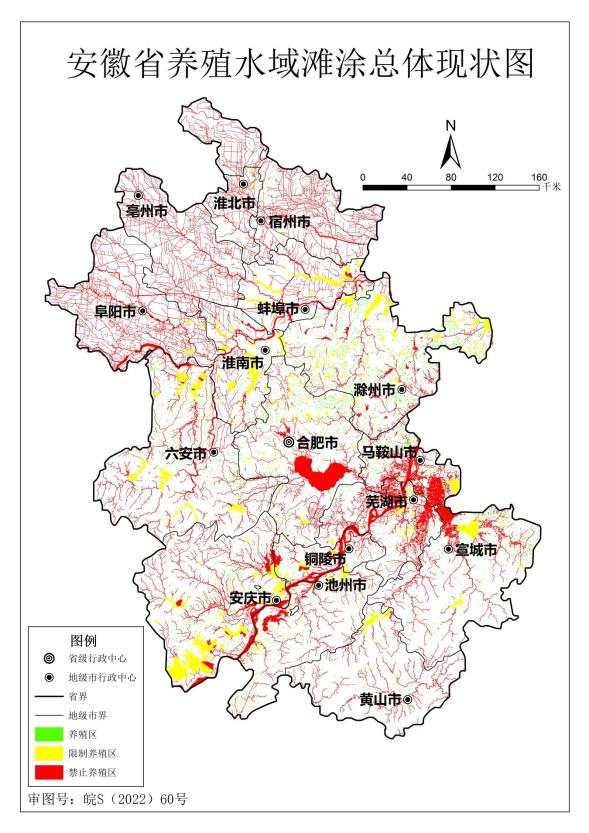 安徽省养殖水域滩涂总体现状图
N
0 40 80 120 160
千米
亳州市
淮北市
宿州市
阜阳市
蚌埠市
淮南市
滁州市
合肥市
六安市
马鞍山市
芜湖市
铜陵市
宣城市
池州市
安庆市
黄山市
图例
省级行政中心
地级市行政中心
省界
地级市界
养殖区
限制养殖区
禁止养殖区
审图号：皖S（2022）60号